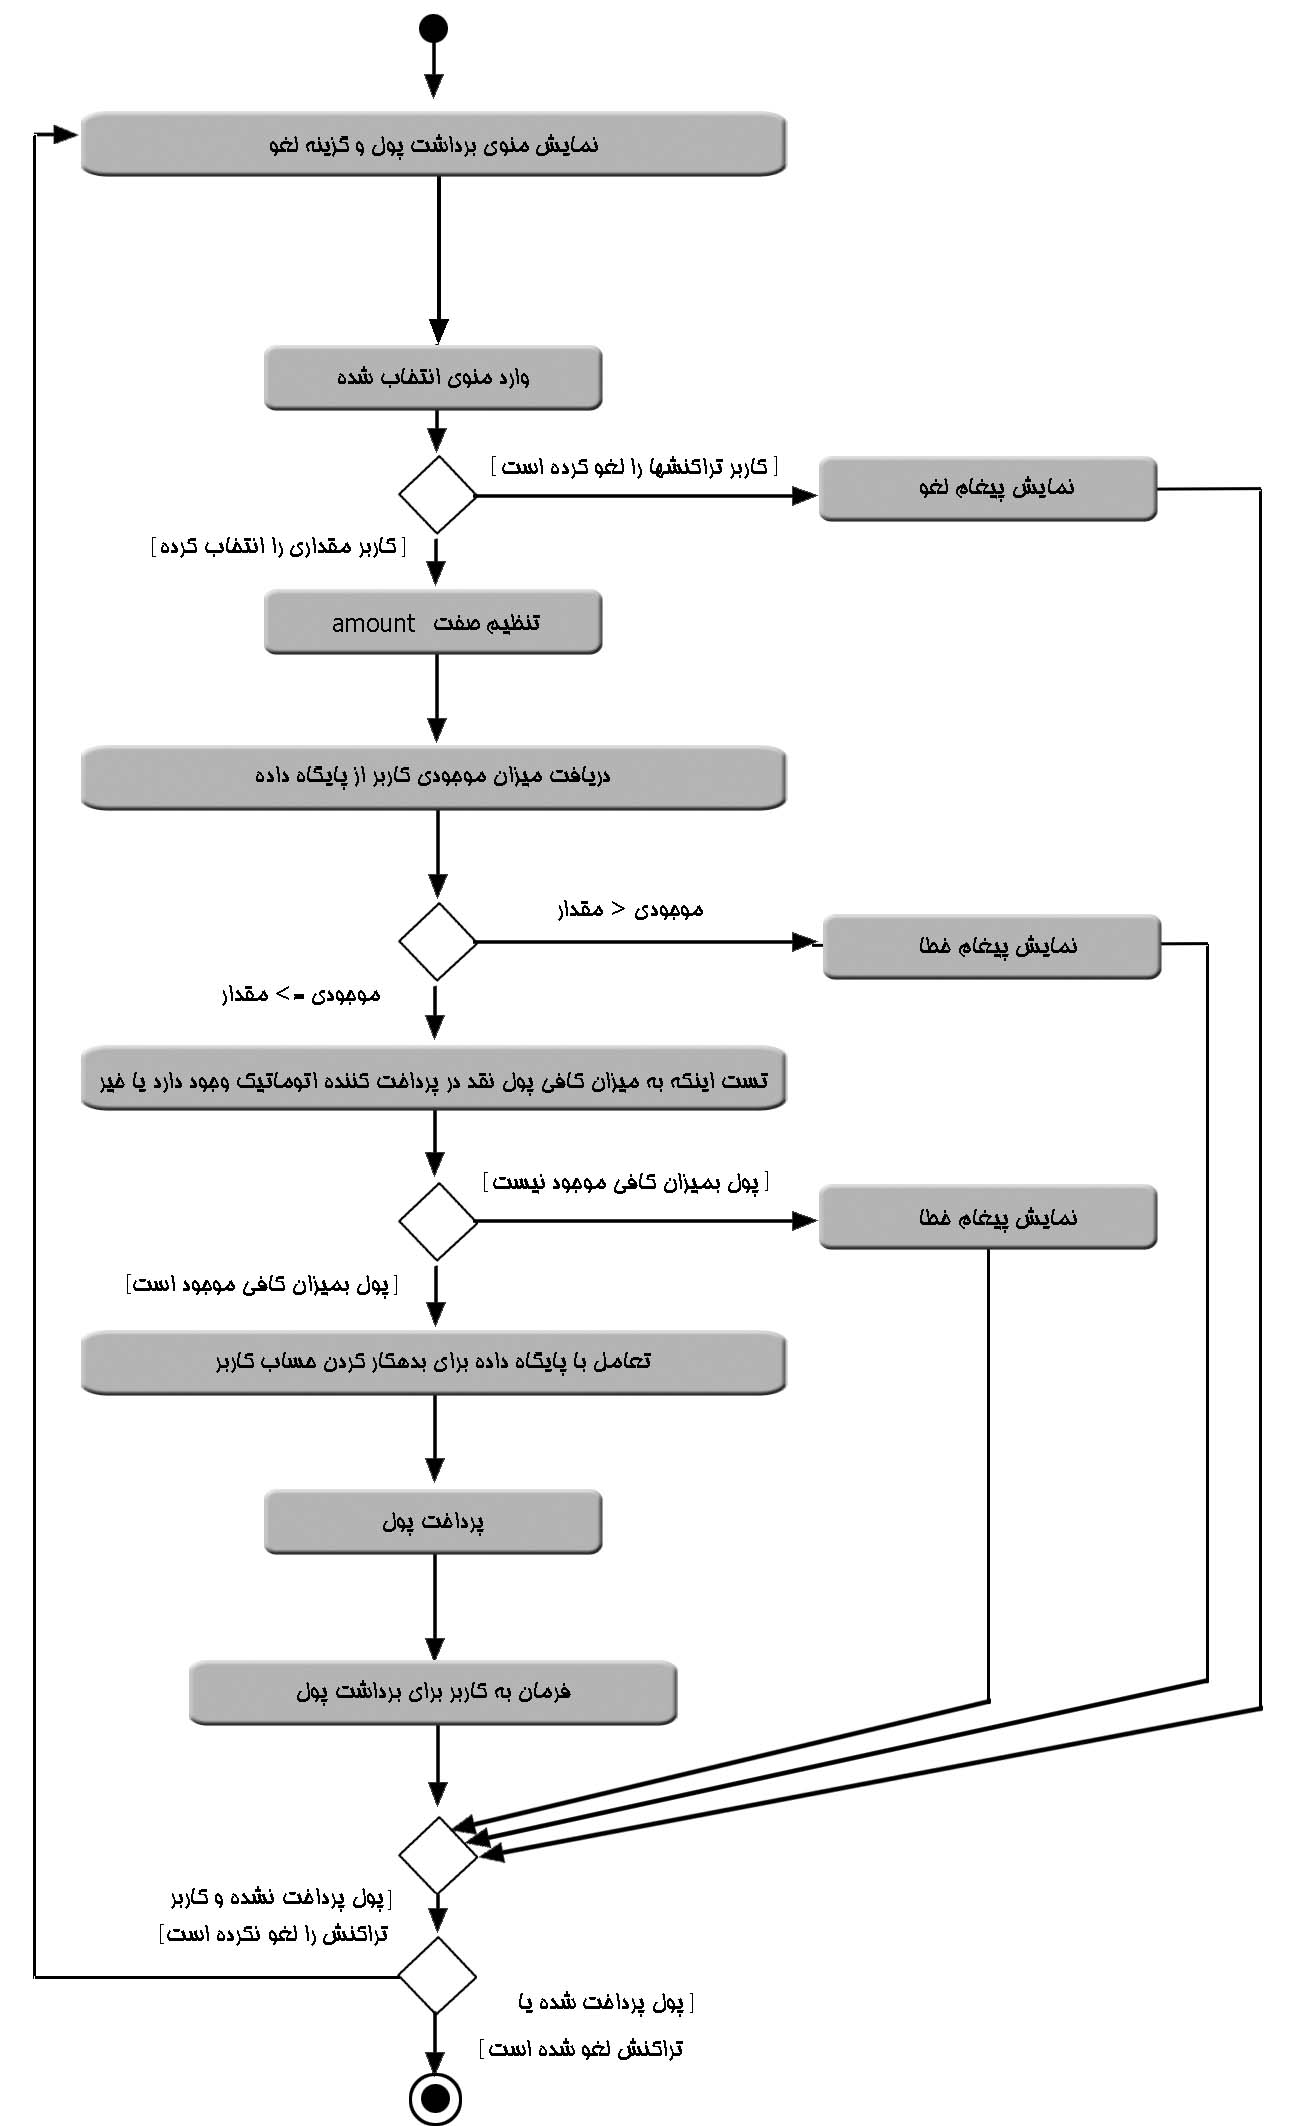 نمایش منوی برداشت پول و گزینه لغو
وارد منوی انتخاب شده
[کاربر تراکنشها را لغو کرده است]
نمایش پیغام لغو
[کاربر مقداری را انتخاب کرده]
تنظیم صفت amount
دریافت میزان موجودی کاربر از پایگاه داده
موجودی < مقدار
نمایش پیغام خطا
موجودی => مقدار
تست اینکه به میزان کافی پول نقد در پرداخت کننده اتوماتیک وجود دارد یا خیر
[پول بمیزان کافی موجود نیست]
نمایش پیغام خطا
[پول بمیزان کافی موجود است]
تعامل با پایگاه داده برای بدهکار کردن حساب کاربر
پرداخت پول
فرمان به کاربر برای برداشت پول
[پول پرداخت نشده و کاربر
تراکنش را لغو نکرده است]
[پول پرداخت شده یا
تراکنش لغو شده است]